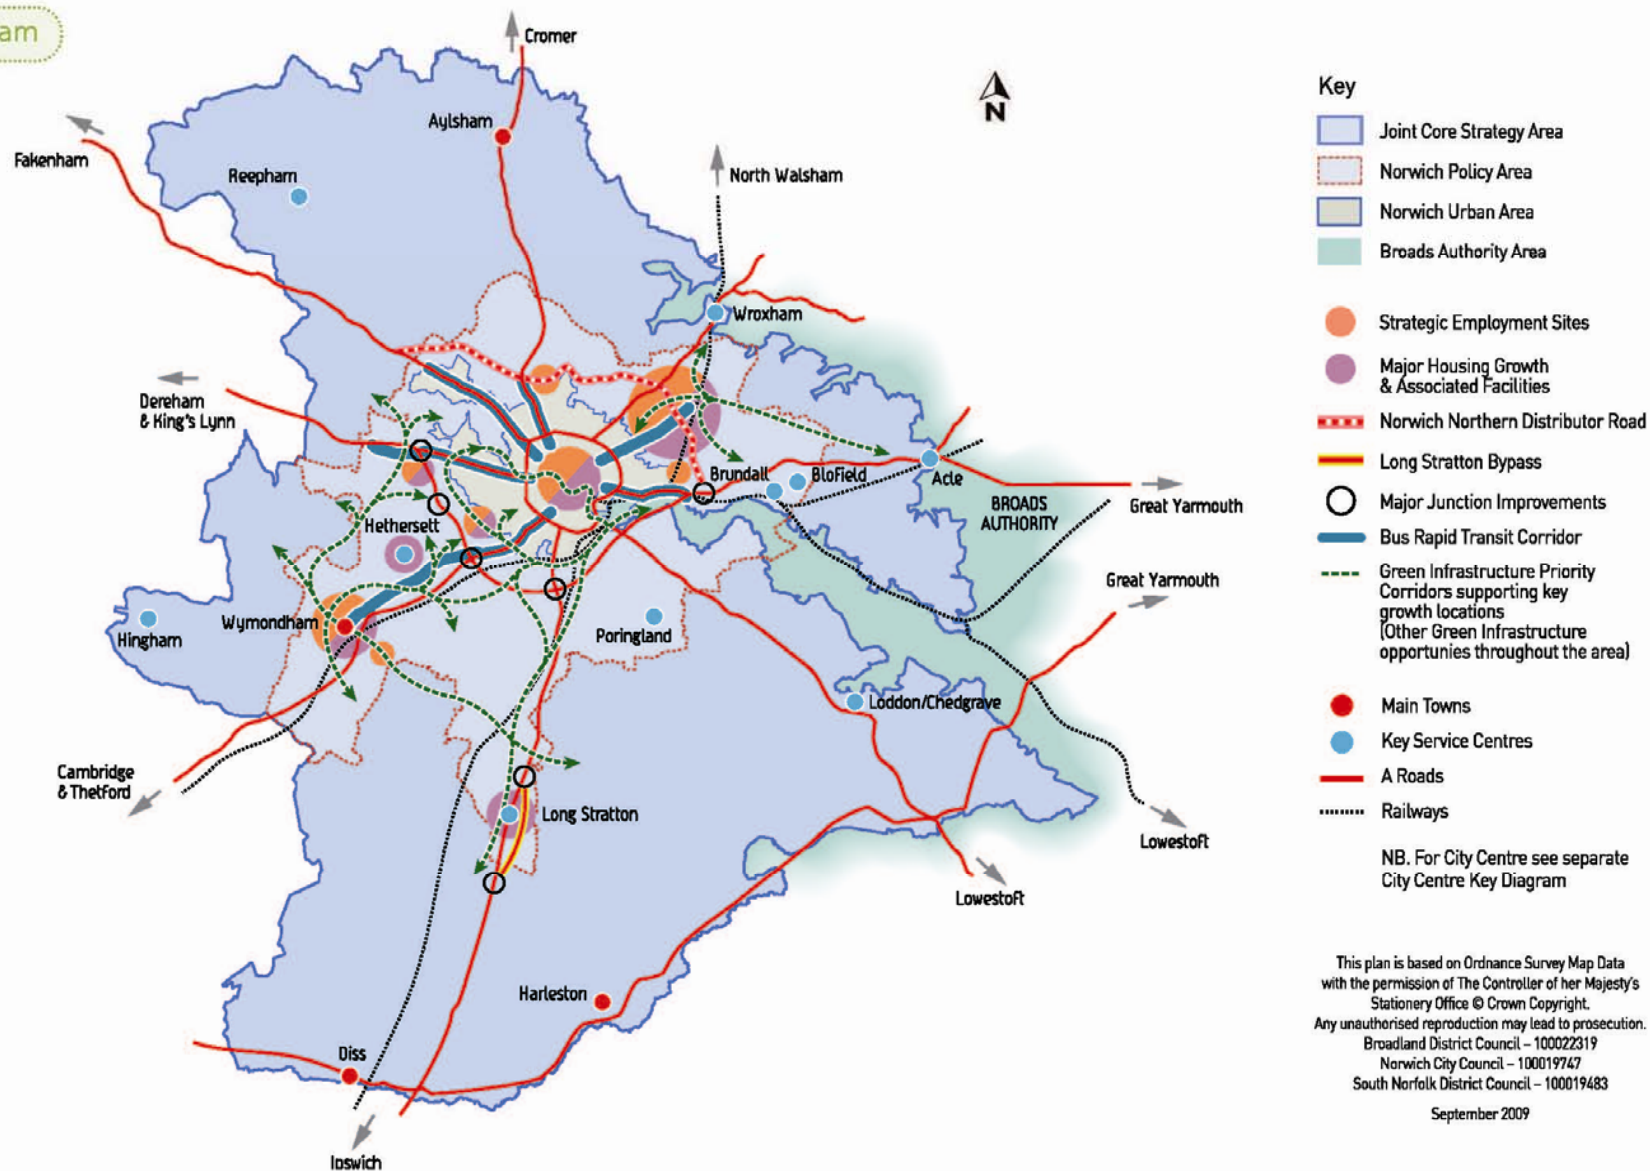 am
Cromer
Aylsham
Fakenham
Reepham
North Walsham
N
Wroxham
Dereham
& King's Lynn
Brundall
Blofield
Acle
BROADS
AUTHORITY
Great Yarmouth
Hethersett
Great Yarmouth
Wymondham
Hingham
Poringland
Loddon/Chedgrave
Cambridge
& Thetford
Long Stratton
Lowestoft
Lowestoft
Harleston
Diss
Ipswich
Key
Joint Core Strategy Area
Norwich Policy Area
Norwich Urban Area
Broads Authority Area
Strategic Employment Sites
Major Housing Growth
& Associated Facilities
Norwich Northern Distributor Road
Long Stratton Bypass
Major Junction Improvements
Bus Rapid Transit Corridor
Green Infrastructure Priority
Corridors supporting key
growth locations
(Other Green Infrastructure
opportunies throughout the area)
Main Towns
Key Service Centres
A Roads
Railways
NB. For City Centre see separate
City Centre Key Diagram
This plan is based on Ordnance Survey Map Data
with the permission of The Controller of her Majesty's
Stationery Office © Crown Copyright.
Any unauthorised reproduction may lead to prosecution.
Broadland District Council – 100022319
Norwich City Council – 100019747
South Norfolk District Council – 100019483
September 2009